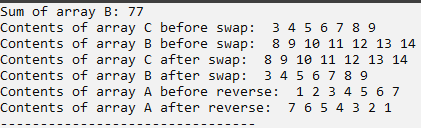 Sum of array B: 77
Contents of array C before swap:  3 4 5 6 7 8 9
Contents of array B before swap:  8 9 10 11 12 13 14
Contents of array C after swap:  8 9 10 11 12 13 14
Contents of array B after swap:  3 4 5 6 7 8 9
Contents of array A before reverse:  1 2 3 4 5 6 7
Contents of array A after reverse:  7 6 5 4 3 2 1
--------------------------------